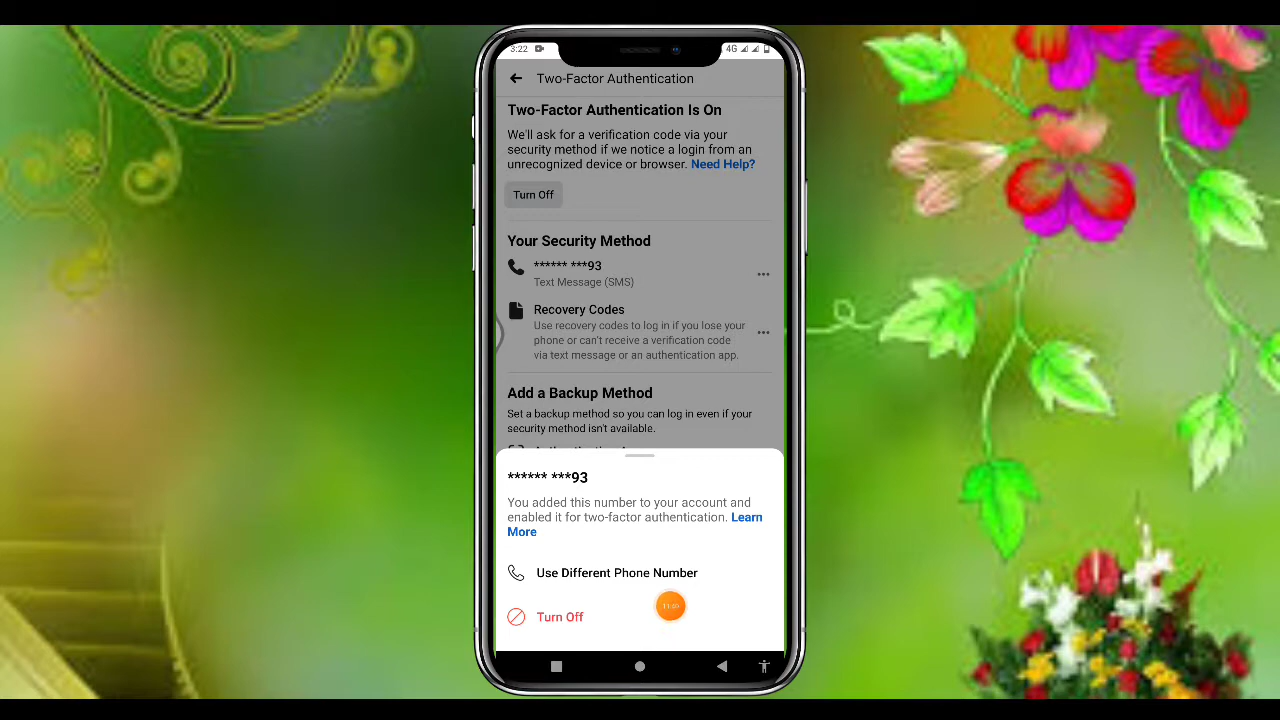 3:22
4G
Two-Factor Authentication
Two-Factor Authentication Is On
We'll ask for a verification code via your
security method if we notice a login from an
unrecognized device or browser. Need Help?
Turn Off
Your Security Method
****** ***93
Text Message (SMS)
Recovery Codes
Use recovery codes to log in if you lose your
phone or can't receive a verification code
via text message or an authentication app.
Add a Backup Method
Set a backup method so you can log in even if your
security method isn't available.
****** ***93
You added this number to your account and
enabled it for two-factor authentication. Learn
More
Use Different Phone Number
Turn Off